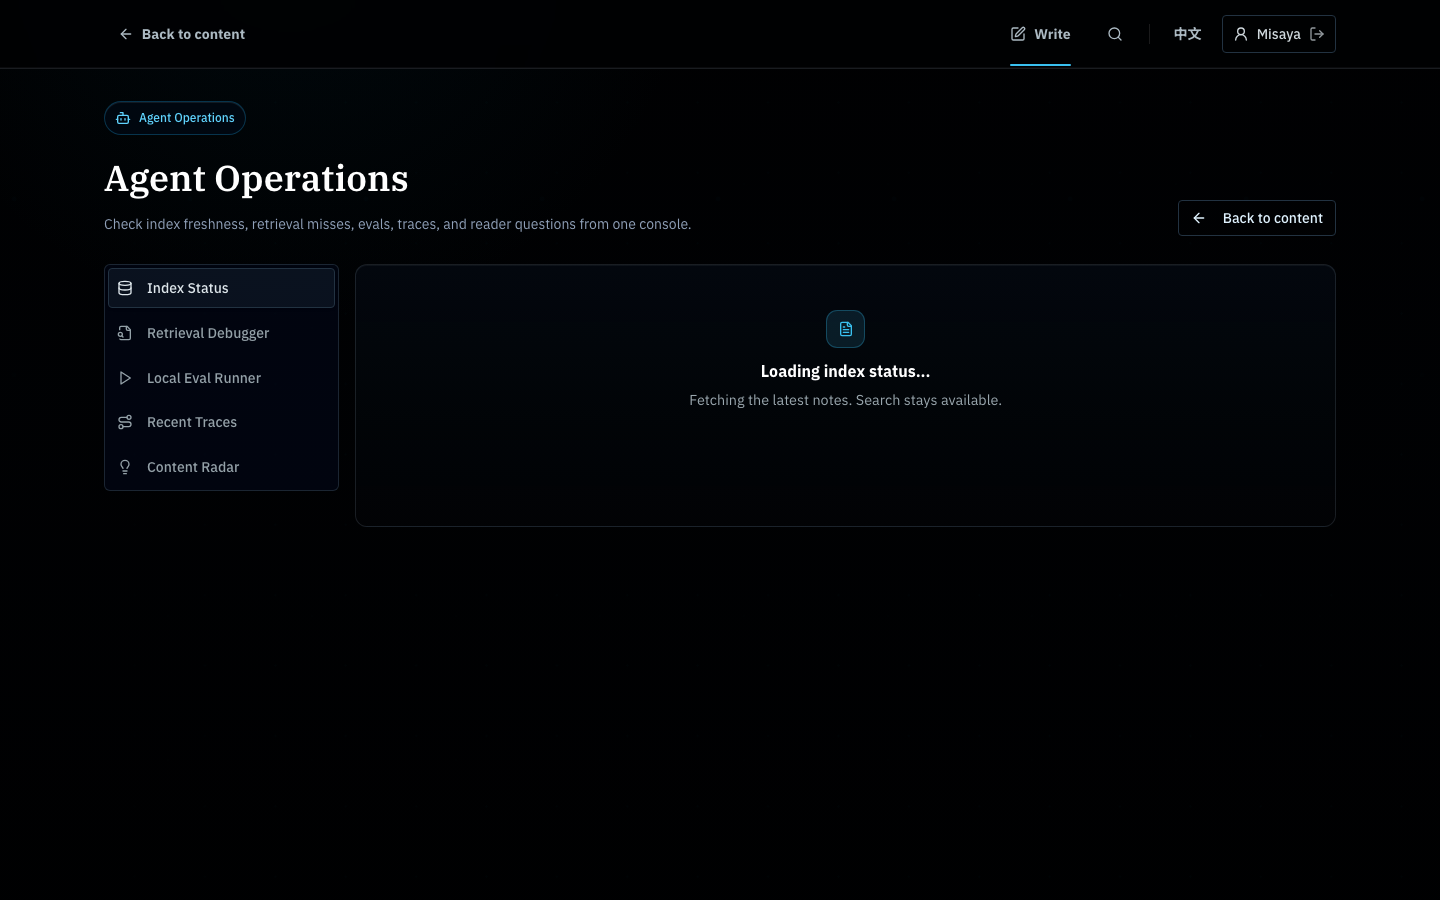 Back to content
Write
中文
Misaya
Agent Operations
Agent Operations
Check index freshness, retrieval misses, evals, traces, and reader questions from one console.
Back to content
Index Status
Retrieval Debugger
Local Eval Runner
Recent Traces
Content Radar
Loading index status...
Fetching the latest notes. Search stays available.